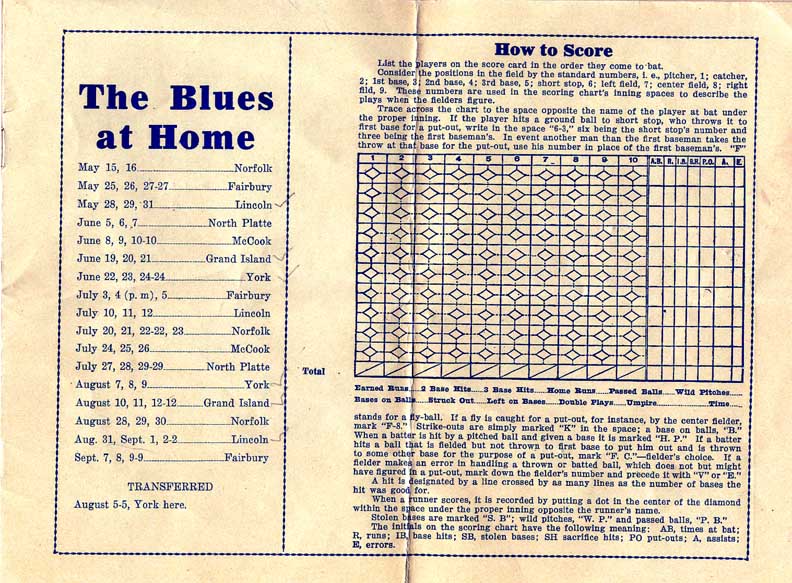 The Blues
at Home
May 15, 16 Norfolk
May 25, 26, 27-27 Fairbury
May 28, 29, 31 Lincoln
June 5, 6, 7 North Platte
June 8, 9, 10-10 McCook
June 19, 20, 21 Grand Island
June 22, 23, 24-24 York
July 3, 4 (p. m), 5 Fairbury
July 10, 11, 12 Lincoln
July 20, 21, 22-22, 23 Norfolk
July 24, 25, 26 McCook
July 27, 28, 29-29 North Platte
August 7, 8, 9 York
August 10, 11, 12-12 Grand Island
August 28, 29, 30 Norfolk
Aug. 31, Sept. 1, 2-2 Lincoln
Sept. 7, 8, 9-9 Fairbury
TRANSFERRED
August 5-5, York here.
How to Score
List the players on the score card in the order they come to bat.
Consider the positions in the field by the standard numbers, i. e., pitcher, 1; catcher,
2; 1st base, 3; 2nd base, 4; 3rd base, 5; short stop, 6; left field, 7; center field, 8; right
fild, 9. These numbers are used in the scoring chart's inning spaces to describe the
plays when the fielders figure.
Trace across the chart to the space opposite the name of the player at bat under
the proper inning. If the player hits a ground ball to short stop, who throws it to
first base for a put-out, write in the space "6-3," six being the short stop's number and
three being the first baseman's. In event another man than the first baseman takes the
throw at that base for the put-out, use his number in place of the first baseman's. "F"
1 2 3 4 5 6 7 8 9 10 A.B. R. 1.B. S.H. P.O. A. E.
Total
Earned Runs 2 Base Hits 3 Base Hits Home Runs Passed Balls Wild Pitches
Bases on Balls Struck Out Left on Bases Double Plays Umpire Time
stands for a fly-ball. If a fly is caught for a put-out, for instance, by the center fielder,
mark "F-8." Strike-outs are simply marked "K" in the space; a base on balls, "B."
When a batter is hit by a pitched ball and given a base it is marked "H. P." If a batter
hits a ball that is fielded but not thrown to first base to put him out and is thrown
to some other base for the purpose of a put-out, mark "F. C."—fielder's choice. If a
fielder makes an error in handling a thrown or batted ball, which does not but might
have figured in a put-out, mark down the fielder's number and precede it with "V" or "E."
A hit is designated by a line crossed by as many lines as the number of bases the
hit was good for.
When a runner scores, it is recorded by putting a dot in the center of the diamond
within the space under the proper inning opposite the runner's name.
Stolen bases are marked "S. B"; wild pitches, "W. P." and passed balls, "P. B."
The initials on the scoring chart have the following meaning: AB, times at bat;
R, runs; IB, base hits; SB, stolen bases; SH sacrifice hits; PO put-outs; A, assists;
E, errors.